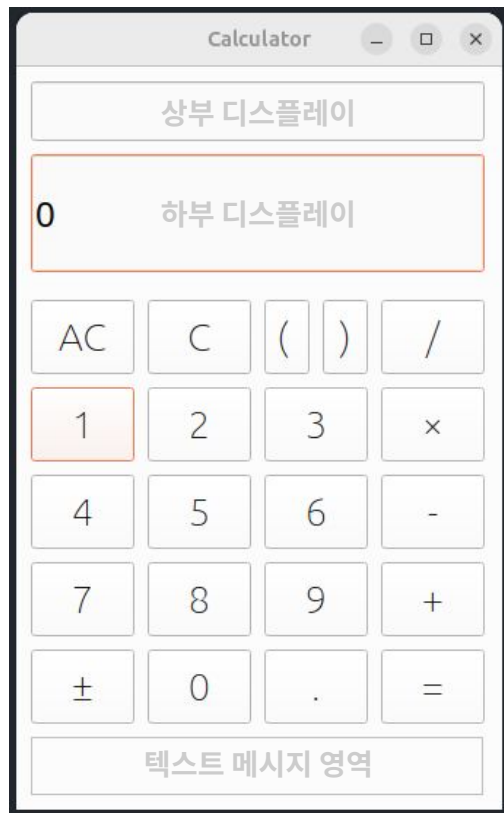 Calculator
상부 디스플레이
0 하부 디스플레이
AC C ( ) /
1 2 3 ×
4 5 6 -
7 8 9 +
± 0 . =
텍스트 메시지 영역